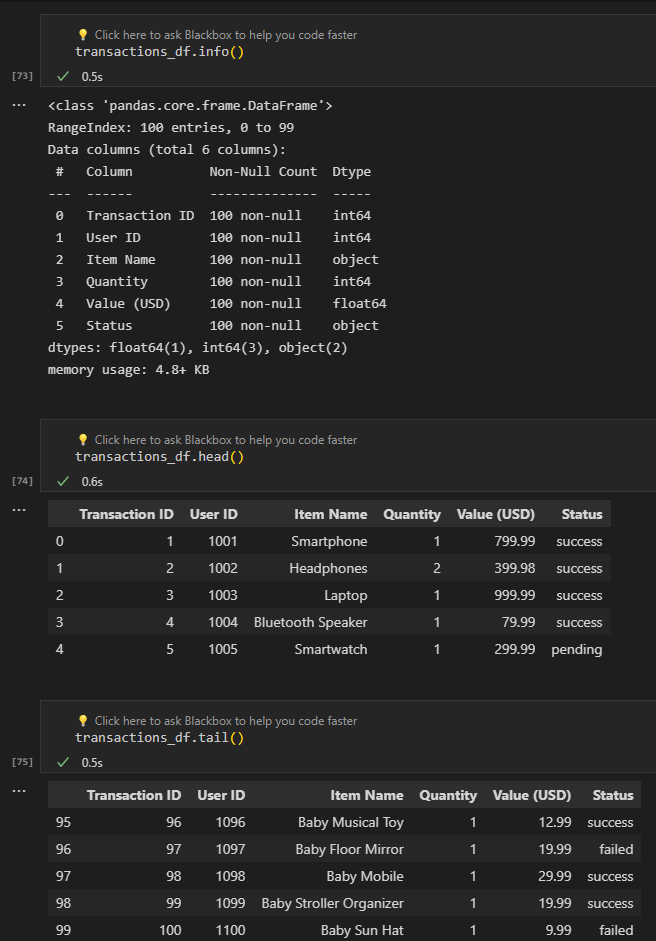 💡 Click here to ask Blackbox to help you code faster
transactions_df.info()
[73] ✓ 0.5s
... <class 'pandas.core.frame.DataFrame'>
RangeIndex: 100 entries, 0 to 99
Data columns (total 6 columns):
 #   Column          Non-Null Count  Dtype
---  ------          --------------  -----
 0   Transaction ID  100 non-null    int64
 1   User ID         100 non-null    int64
 2   Item Name       100 non-null    object
 3   Quantity        100 non-null    int64
 4   Value (USD)     100 non-null    float64
 5   Status          100 non-null    object
dtypes: float64(1), int64(3), object(2)
memory usage: 4.8+ KB
💡 Click here to ask Blackbox to help you code faster
transactions_df.head()
[74] ✓ 0.6s
... Transaction ID User ID Item Name Quantity Value (USD) Status
0 1 1001 Smartphone 1 799.99 success
1 2 1002 Headphones 2 399.98 success
2 3 1003 Laptop 1 999.99 success
3 4 1004 Bluetooth Speaker 1 79.99 success
4 5 1005 Smartwatch 1 299.99 pending
💡 Click here to ask Blackbox to help you code faster
transactions_df.tail()
[75] ✓ 0.5s
... Transaction ID User ID Item Name Quantity Value (USD) Status
95 96 1096 Baby Musical Toy 1 12.99 success
96 97 1097 Baby Floor Mirror 1 19.99 failed
97 98 1098 Baby Mobile 1 29.99 success
98 99 1099 Baby Stroller Organizer 1 19.99 success
99 100 1100 Baby Sun Hat 1 9.99 failed